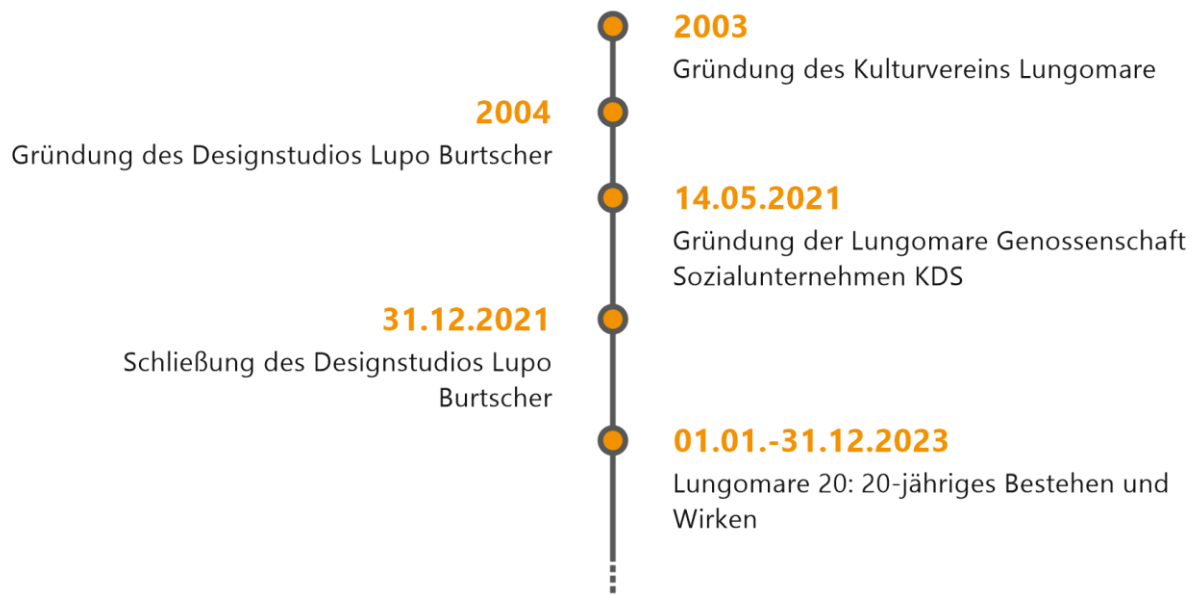 2003
Gründung des Kulturvereins Lungomare
2004
Gründung des Designstudios Lupo Burtscher
14.05.2021
Gründung der Lungomare Genossenschaft
Sozialunternehmen KDS
31.12.2021
Schließung des Designstudios Lupo
Burtscher
01.01.-31.12.2023
Lungomare 20: 20-jähriges Bestehen und
Wirken